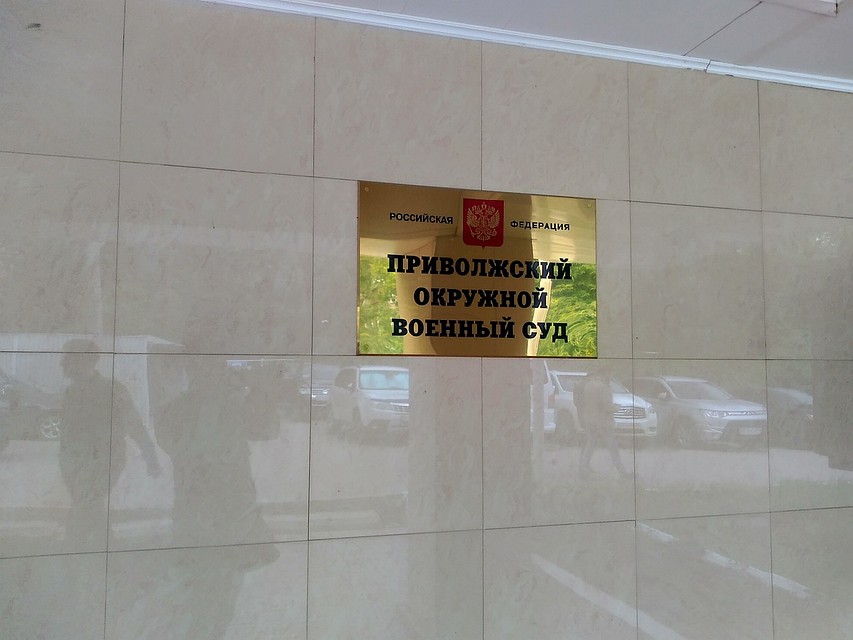 РОССИЙСКАЯ ФЕДЕРАЦИЯ
ПРИВОЛЖСКИЙ
ОКРУЖНОЙ
ВОЕННЫЙ СУД